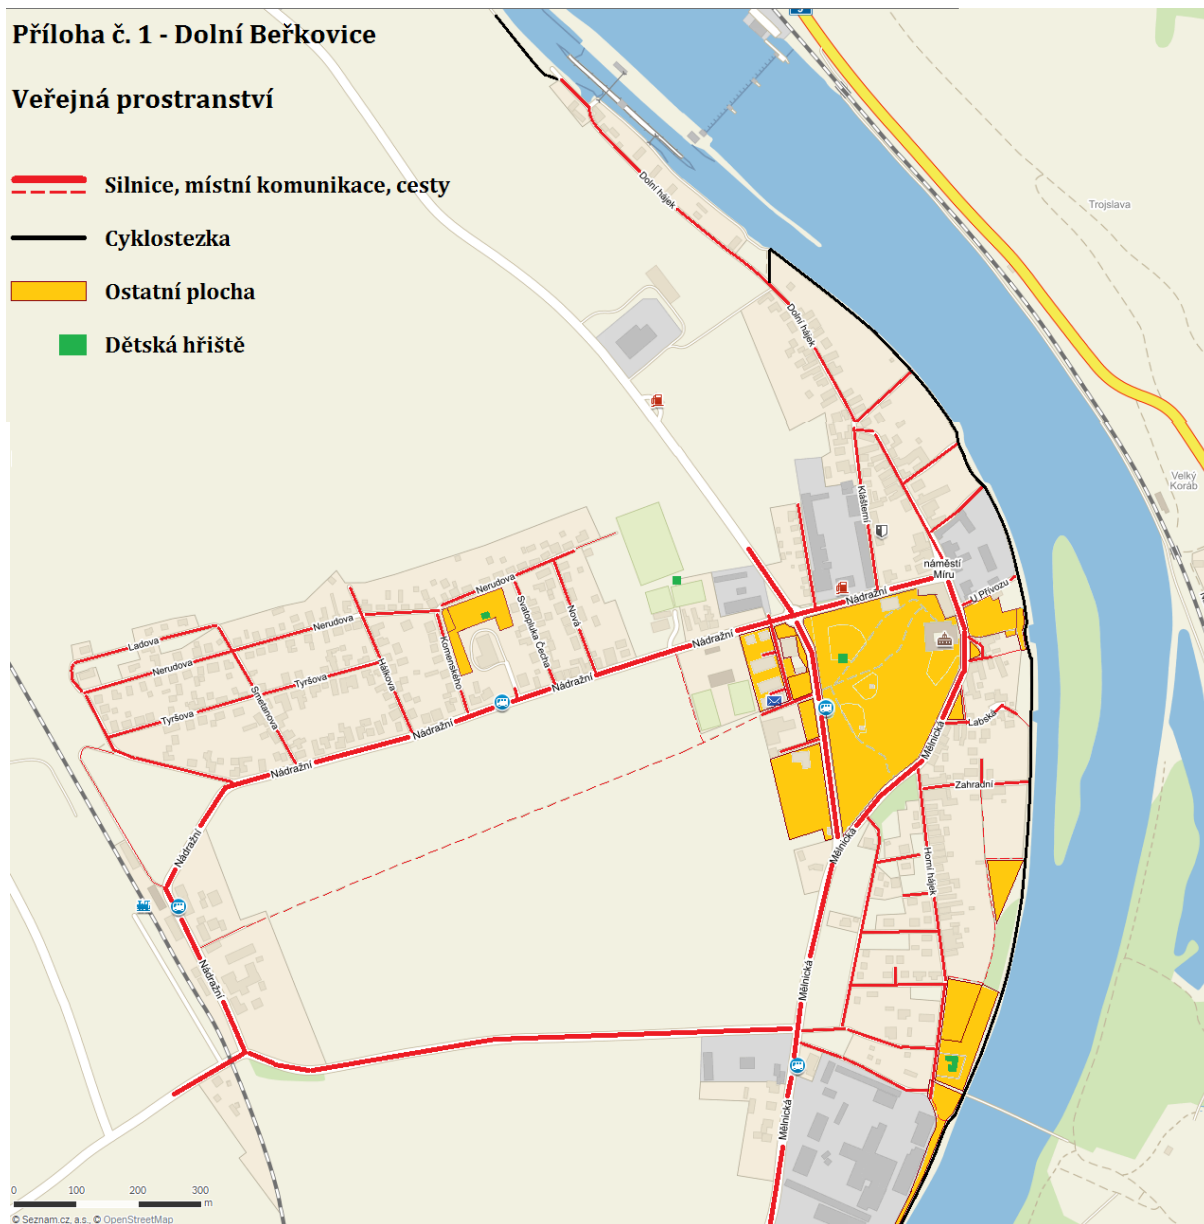 Příloha č. 1 - Dolní Beřkovice
Veřejná prostranství
Silnice, místní komunikace, cesty
Cyklostezka
Ostatní plocha
Dětská hřiště
9
Trojslava
Dolní hájek
Dolní hájek
Velký
Koráb
Klášterní
náměstí
Míru
U Přívozu
Nádražní
Nádražní
Nerudova
Svatopluka Čecha
Nová
Komenského
Nerudova
Ladova
Nerudova
Hálkova
Tyršova
Tyršova
Smetanova
Nádražní
Nádražní
Nádražní
Nádražní
Nádražní
Labská
Mělnická
Zahradní
Mělnická
Horní hájek
Mělnická
Mělnická
0 100 200 300
m
© Seznam.cz, a.s., © OpenStreetMap